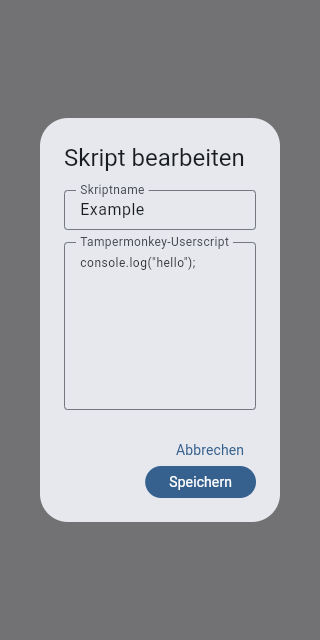 Skript bearbeiten
Skriptname
Example
Tampermonkey-Userscript
console.log("hello");
Abbrechen
Speichern